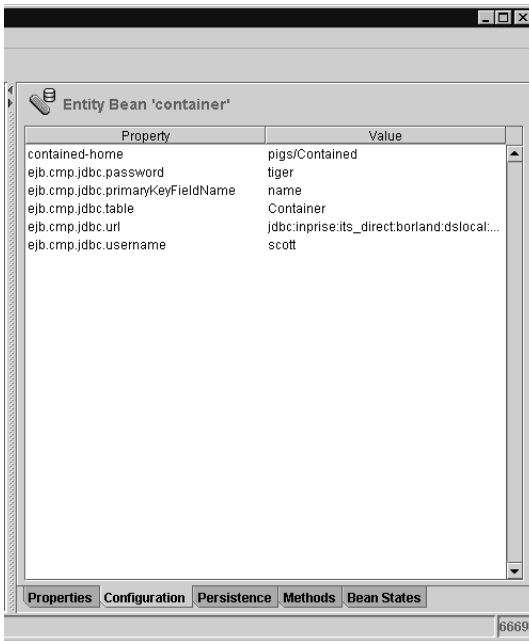 Entity Bean 'container'
Property Value
contained-home pigs/Contained
ejb.cmp.jdbc.password tiger
ejb.cmp.jdbc.primaryKeyFieldName name
ejb.cmp.jdbc.table Container
ejb.cmp.jdbc.url jdbc:inprise:its_direct:borland:dslocal:...
ejb.cmp.jdbc.username scott
Properties Configuration Persistence Methods Bean States
6669